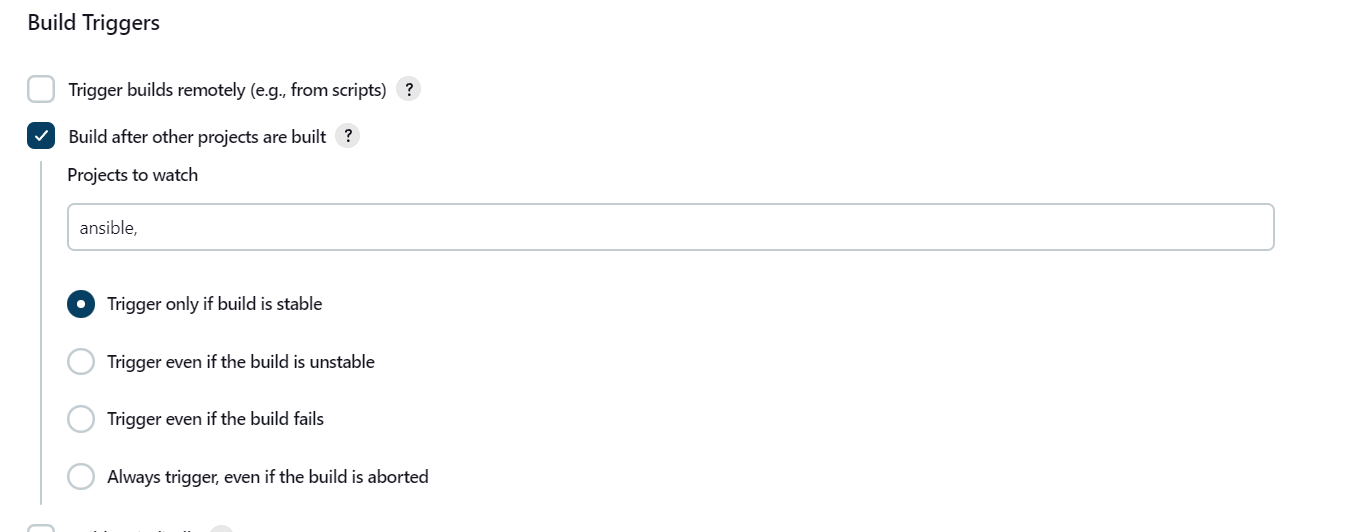 Build Triggers
Trigger builds remotely (e.g., from scripts) ?
Build after other projects are built ?
Projects to watch
ansible,
Trigger only if build is stable
Trigger even if the build is unstable
Trigger even if the build fails
Always trigger, even if the build is aborted